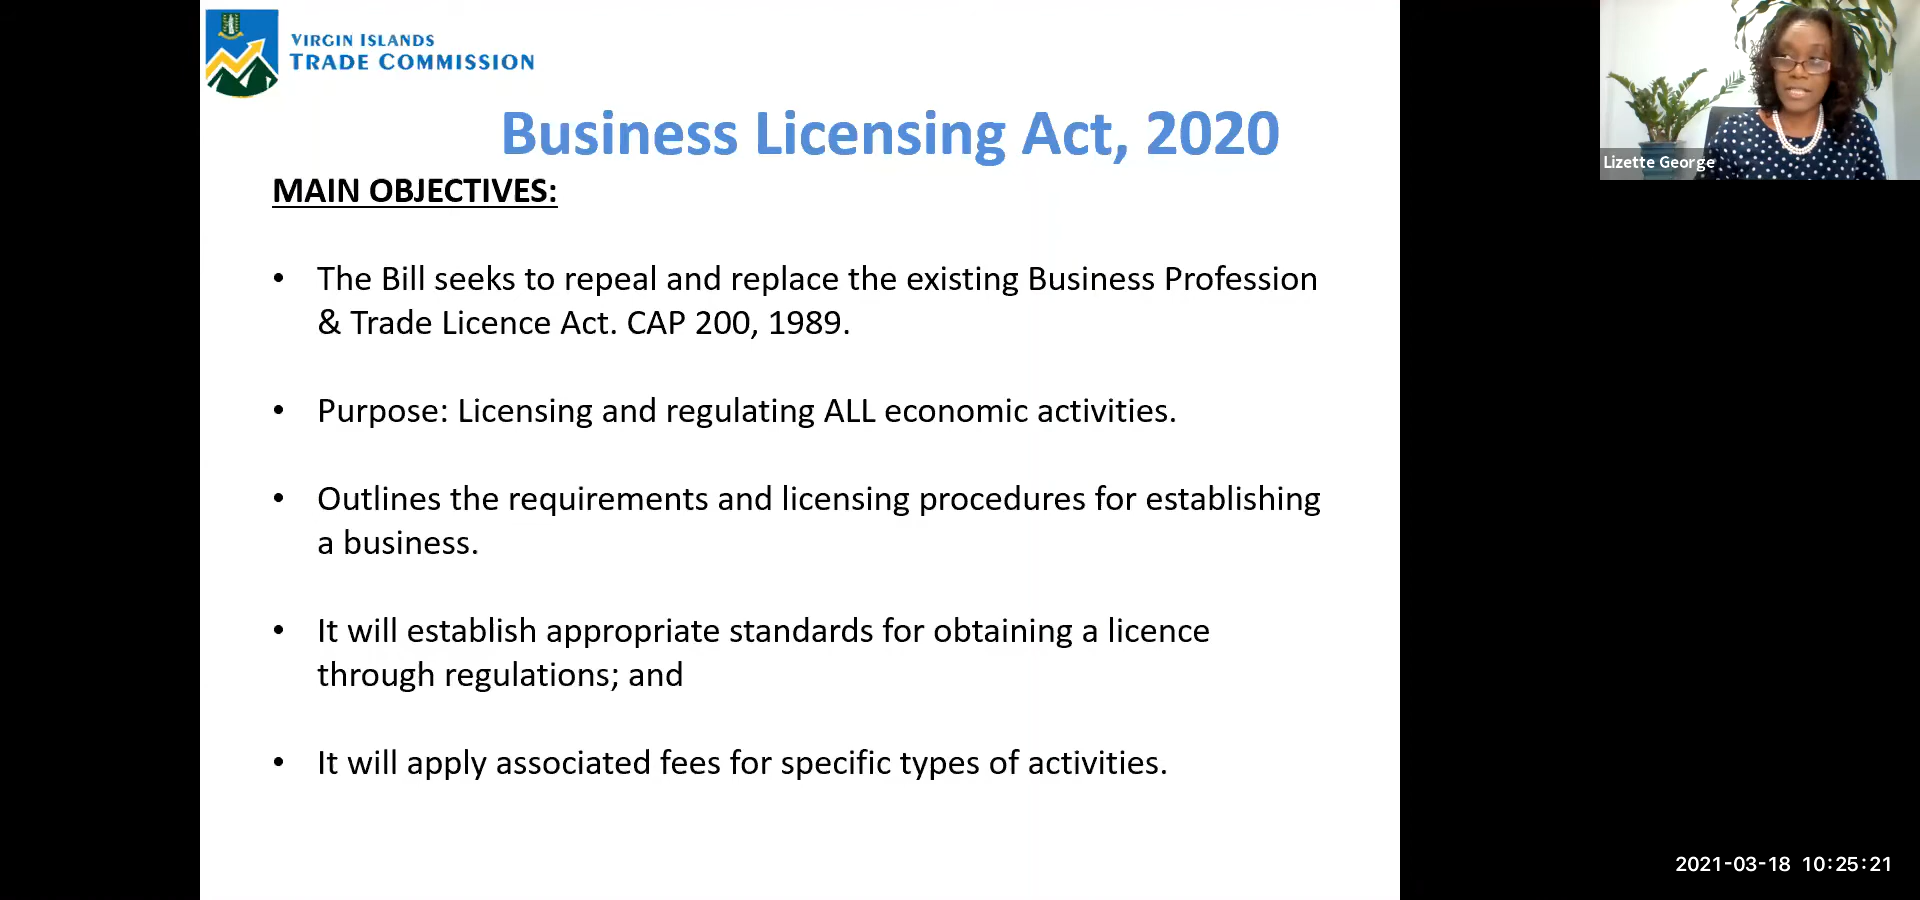 VIRGIN ISLANDS
TRADE COMMISSION
Business Licensing Act, 2020
MAIN OBJECTIVES:
• The Bill seeks to repeal and replace the existing Business Profession
& Trade Licence Act. CAP 200, 1989.
• Purpose: Licensing and regulating ALL economic activities.
• Outlines the requirements and licensing procedures for establishing
a business.
• It will establish appropriate standards for obtaining a licence
through regulations; and
• It will apply associated fees for specific types of activities.
Lizette George
2021-03-18 10:25:21